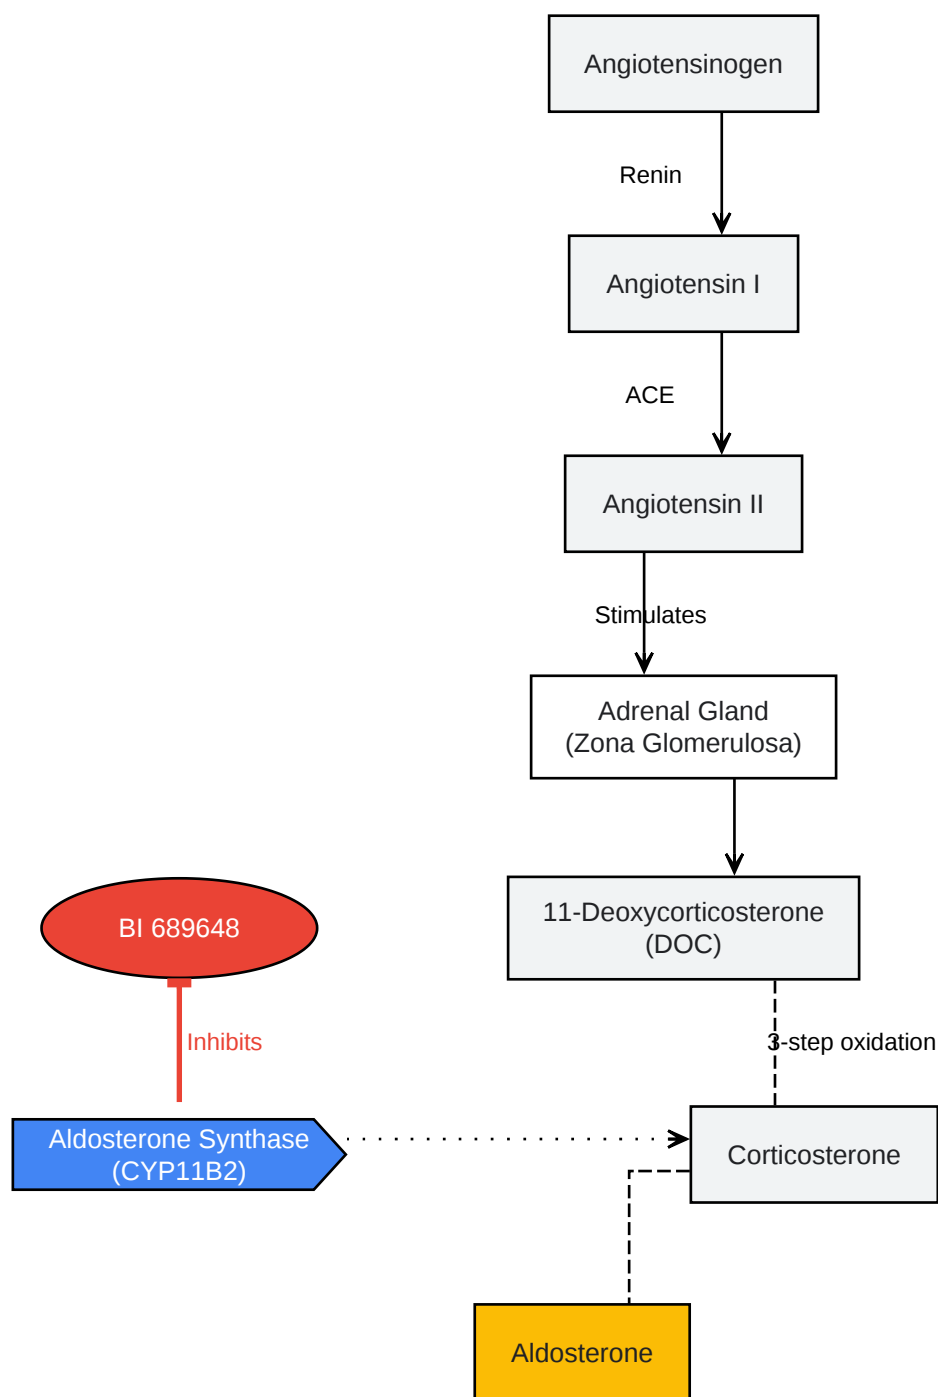 Angiotensinogen
Renin
Angiotensin I
ACE
Angiotensin II
Stimulates
Adrenal Gland
(Zona Glomerulosa)
11-Deoxycorticosterone
(DOC)
BI 689648
Inhibits
3-step oxidation
Aldosterone Synthase
(CYP11B2)
Corticosterone
Aldosterone